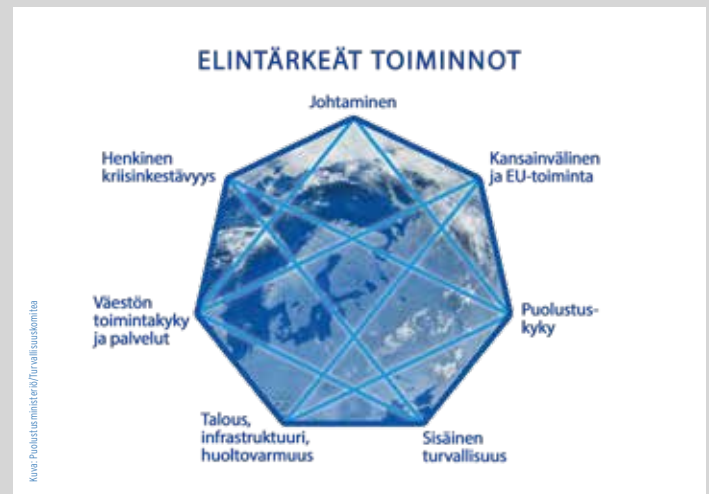 ELINTÄRKEÄT TOIMINNOT
Johtaminen
Henkinen
kriisinkestävyys
Kansainvälinen
ja EU-toiminta
Väestön
toimintakyky
ja palvelut
Puolustus-
kyky
Talous,
infrastruktuuri,
huoltovarmuus
Sisäinen
turvallisuus
Kuva: Puolustusministeriö/Turvallisuuskomitea